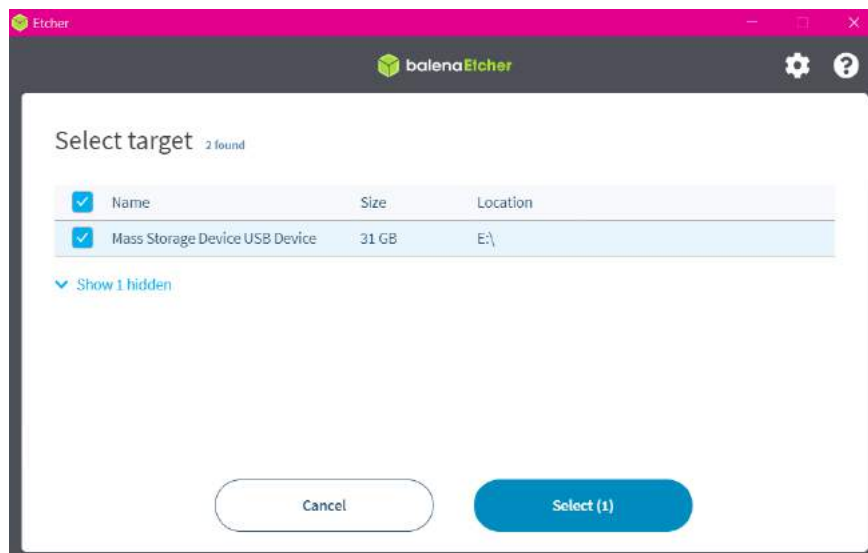 Etcher
balenaEtcher
Select target 2 found
Name Size Location
Mass Storage Device USB Device 31 GB E:\
Show 1 hidden
Cancel Select (1)